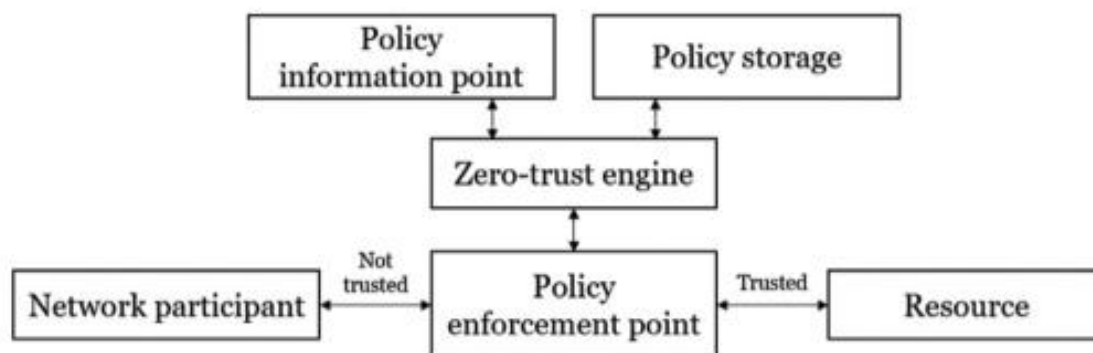 Policy
information point
Policy storage
Zero-trust engine
Not
trusted
Trusted
Network participant
Policy
enforcement point
Resource